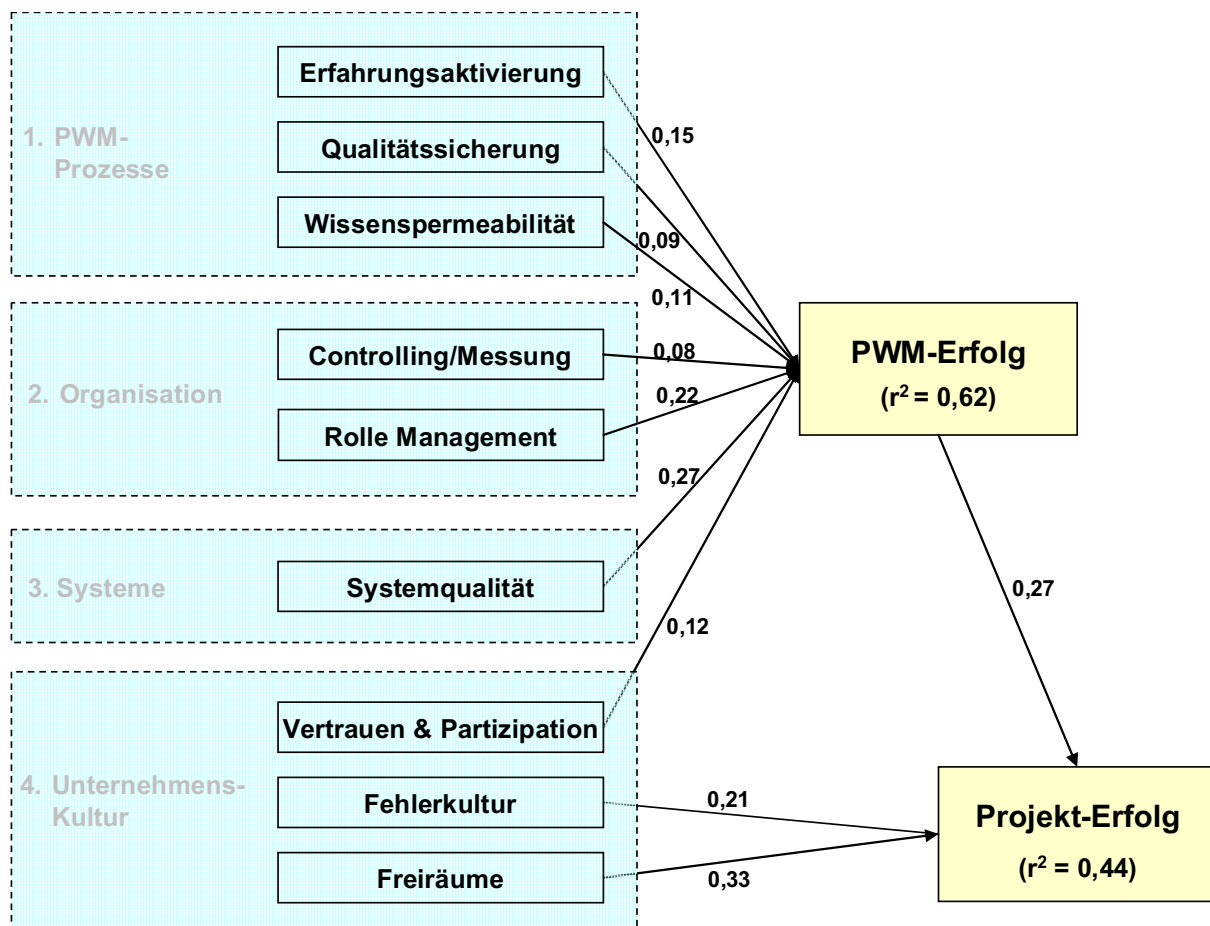 1. PWM-
Prozesse
Erfahrungsaktivierung
Qualitätssicherung
Wissenspermeabilität
0,15
0,09
0,11
2. Organisation
Controlling/Messung
Rolle Management
0,08
0,22
PWM-Erfolg
(r² = 0,62)
3. Systeme
Systemqualität
0,27
0,12
0,27
4. Unternehmens-
Kultur
Vertrauen & Partizipation
Fehlerkultur
Freiräume
0,21
0,33
Projekt-Erfolg
(r² = 0,44)